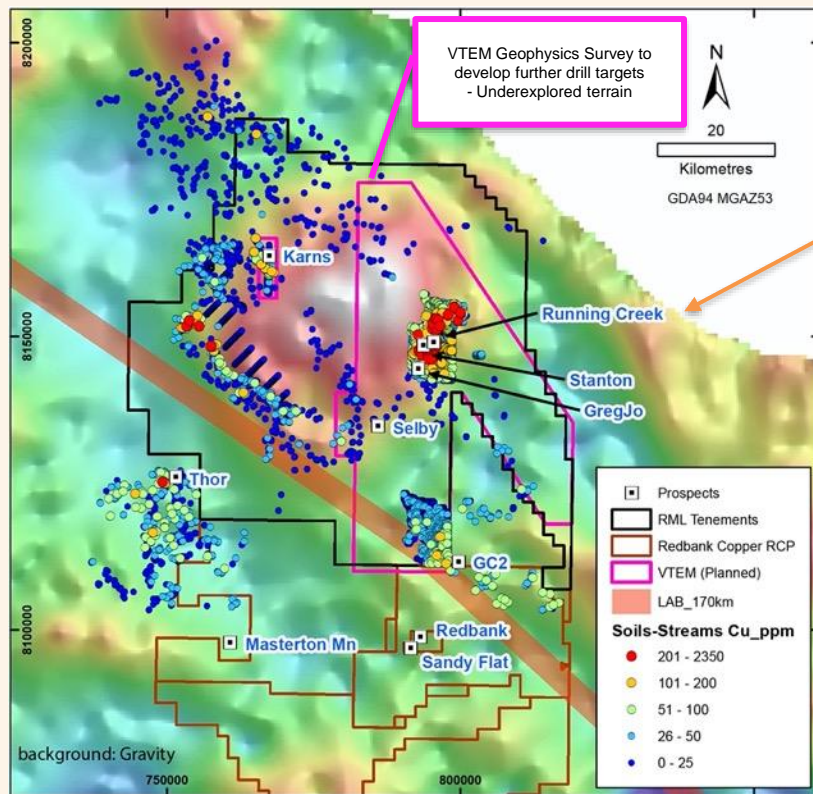 VTEM Geophysics Survey to
develop further drill targets
- Underexplored terrain
N
20
Kilometres
GDA94 MGAZ53
8200000
8150000
8100000
Karns
Running Creek
Stanton
GregJo
Selby
Thor
GC2
Redbank
Masterton Mn
Sandy Flat
Prospects
RML Tenements
Redbank Copper RCP
VTEM (Planned)
LAB_170km
Soils-Streams Cu_ppm
201 - 2350
101 - 200
51 - 100
26 - 50
0 - 25
background: Gravity
750000
800000